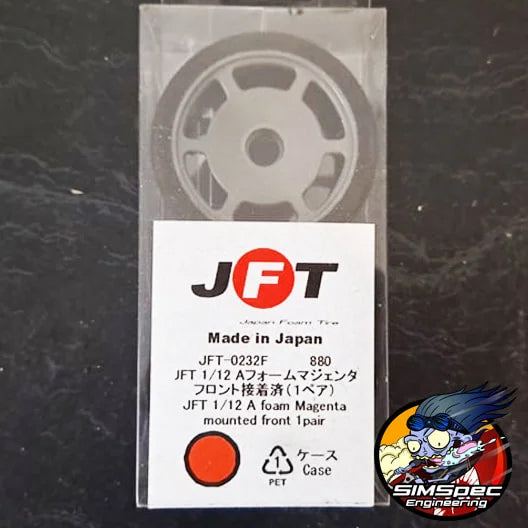 JFT
Japan Foam Tire
Made in Japan
JFT-0232F 880
JFT 1/12 Aフォームマジェンタ
フロント接着済(1ペア)
JFT 1/12 A foam Magenta
mounted front 1pair
1
PET
ケース
Case
SIMSpec
Engineering